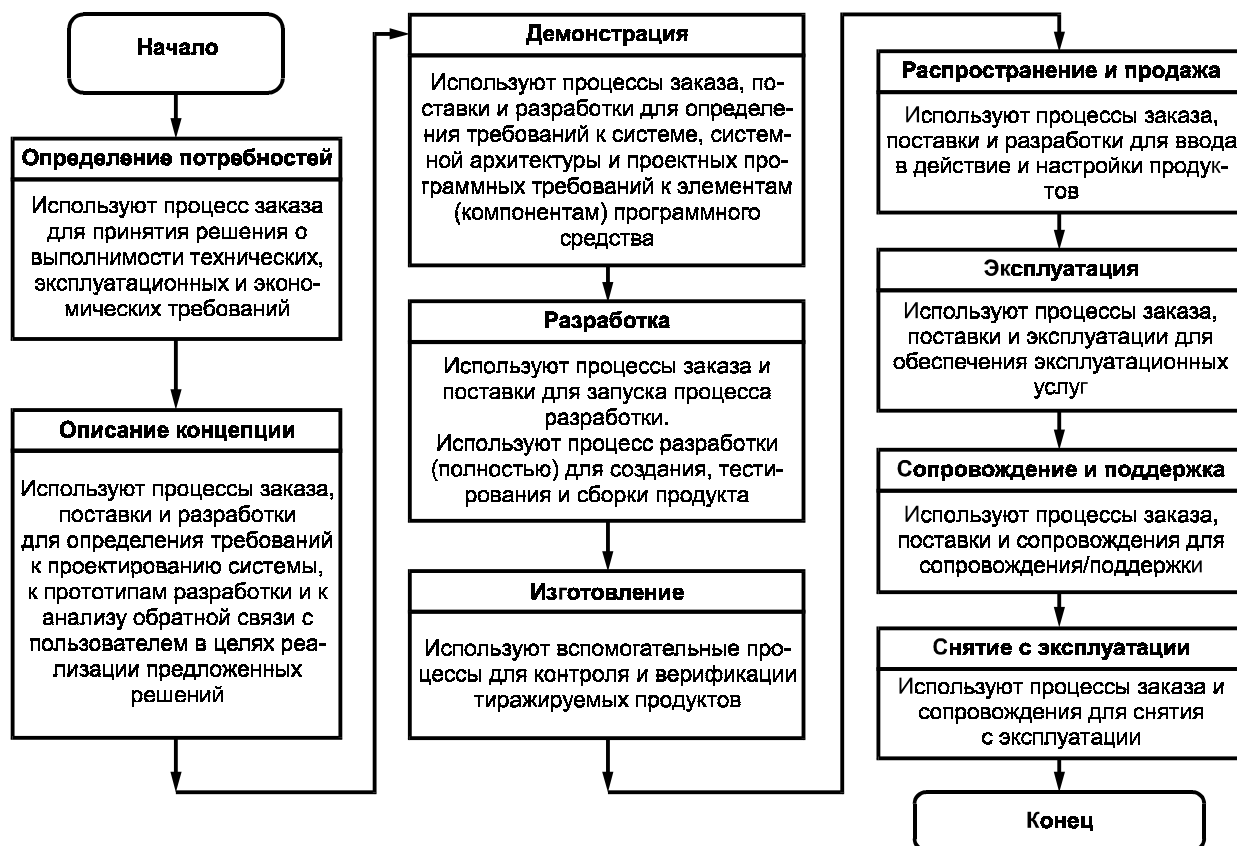 Начало
Определение потребностей
Используют процесс заказа
для принятия решения о
выполнимости технических,
эксплуатационных и эконо-
мических требований
Описание концепции
Используют процессы заказа,
поставки и разработки
для определения требований
к проектированию системы,
к прототипам разработки и к
анализу обратной связи с
пользователем в целях реа-
лизации предложенных
решений
Демонстрация
Используют процессы заказа, по-
ставки и разработки для определе-
ния требований к системе, систем-
ной архитектуры и проектных про-
граммных требований к элементам
(компонентам) программного
средства
Разработка
Используют процессы заказа и
поставки для запуска процесса
разработки.
Используют процесс разработки
(полностью) для создания, тести-
рования и сборки продукта
Изготовление
Используют вспомогательные про-
цессы для контроля и верификации
тиражируемых продуктов
Распространение и продажа
Используют процессы заказа,
поставки и разработки для ввода
в действие и настройки продук-
тов
Эксплуатация
Используют процессы заказа,
поставки и эксплуатации для
обеспечения эксплуатационных
услуг
Сопровождение и поддержка
Используют процессы заказа,
поставки и сопровождения для
сопровождения/поддержки
Снятие с эксплуатации
Используют процессы заказа и
сопровождения для снятия
с эксплуатации
Конец